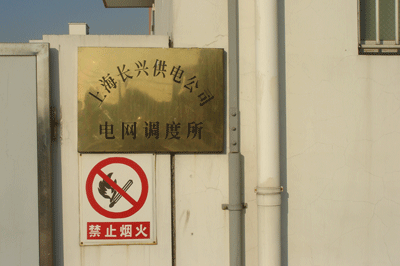 上海长兴供电公司
电网调度所
禁止烟火